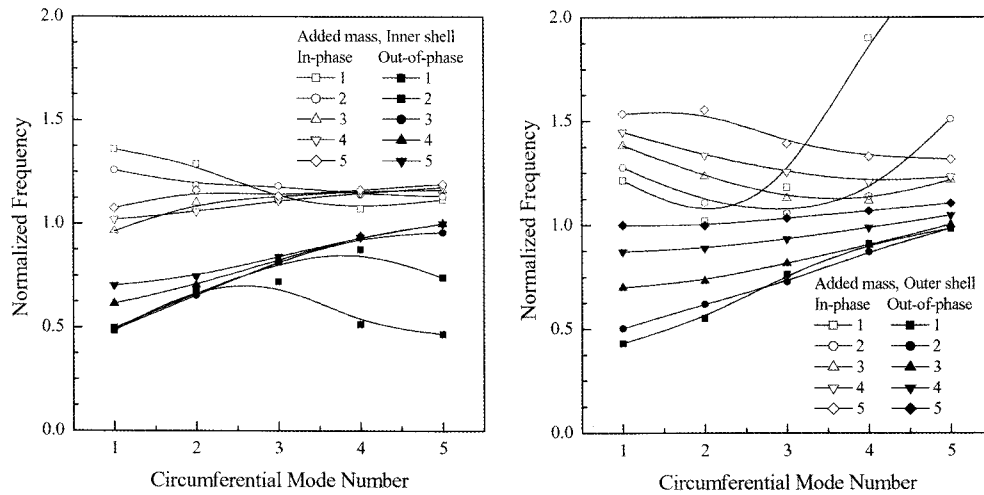 2.0
1.5
1.0
0.5
0.0
Normalized Frequency
Added mass, Inner shell
In-phase Out-of-phase
1 1
2 2
3 3
4 4
5 5
1 2 3 4 5
Circumferential Mode Number
2.0
1.5
1.0
0.5
0.0
Normalized Frequency
Added mass, Outer shell
In-phase Out-of-phase
1 1
2 2
3 3
4 4
5 5
1 2 3 4 5
Circumferential Mode Number